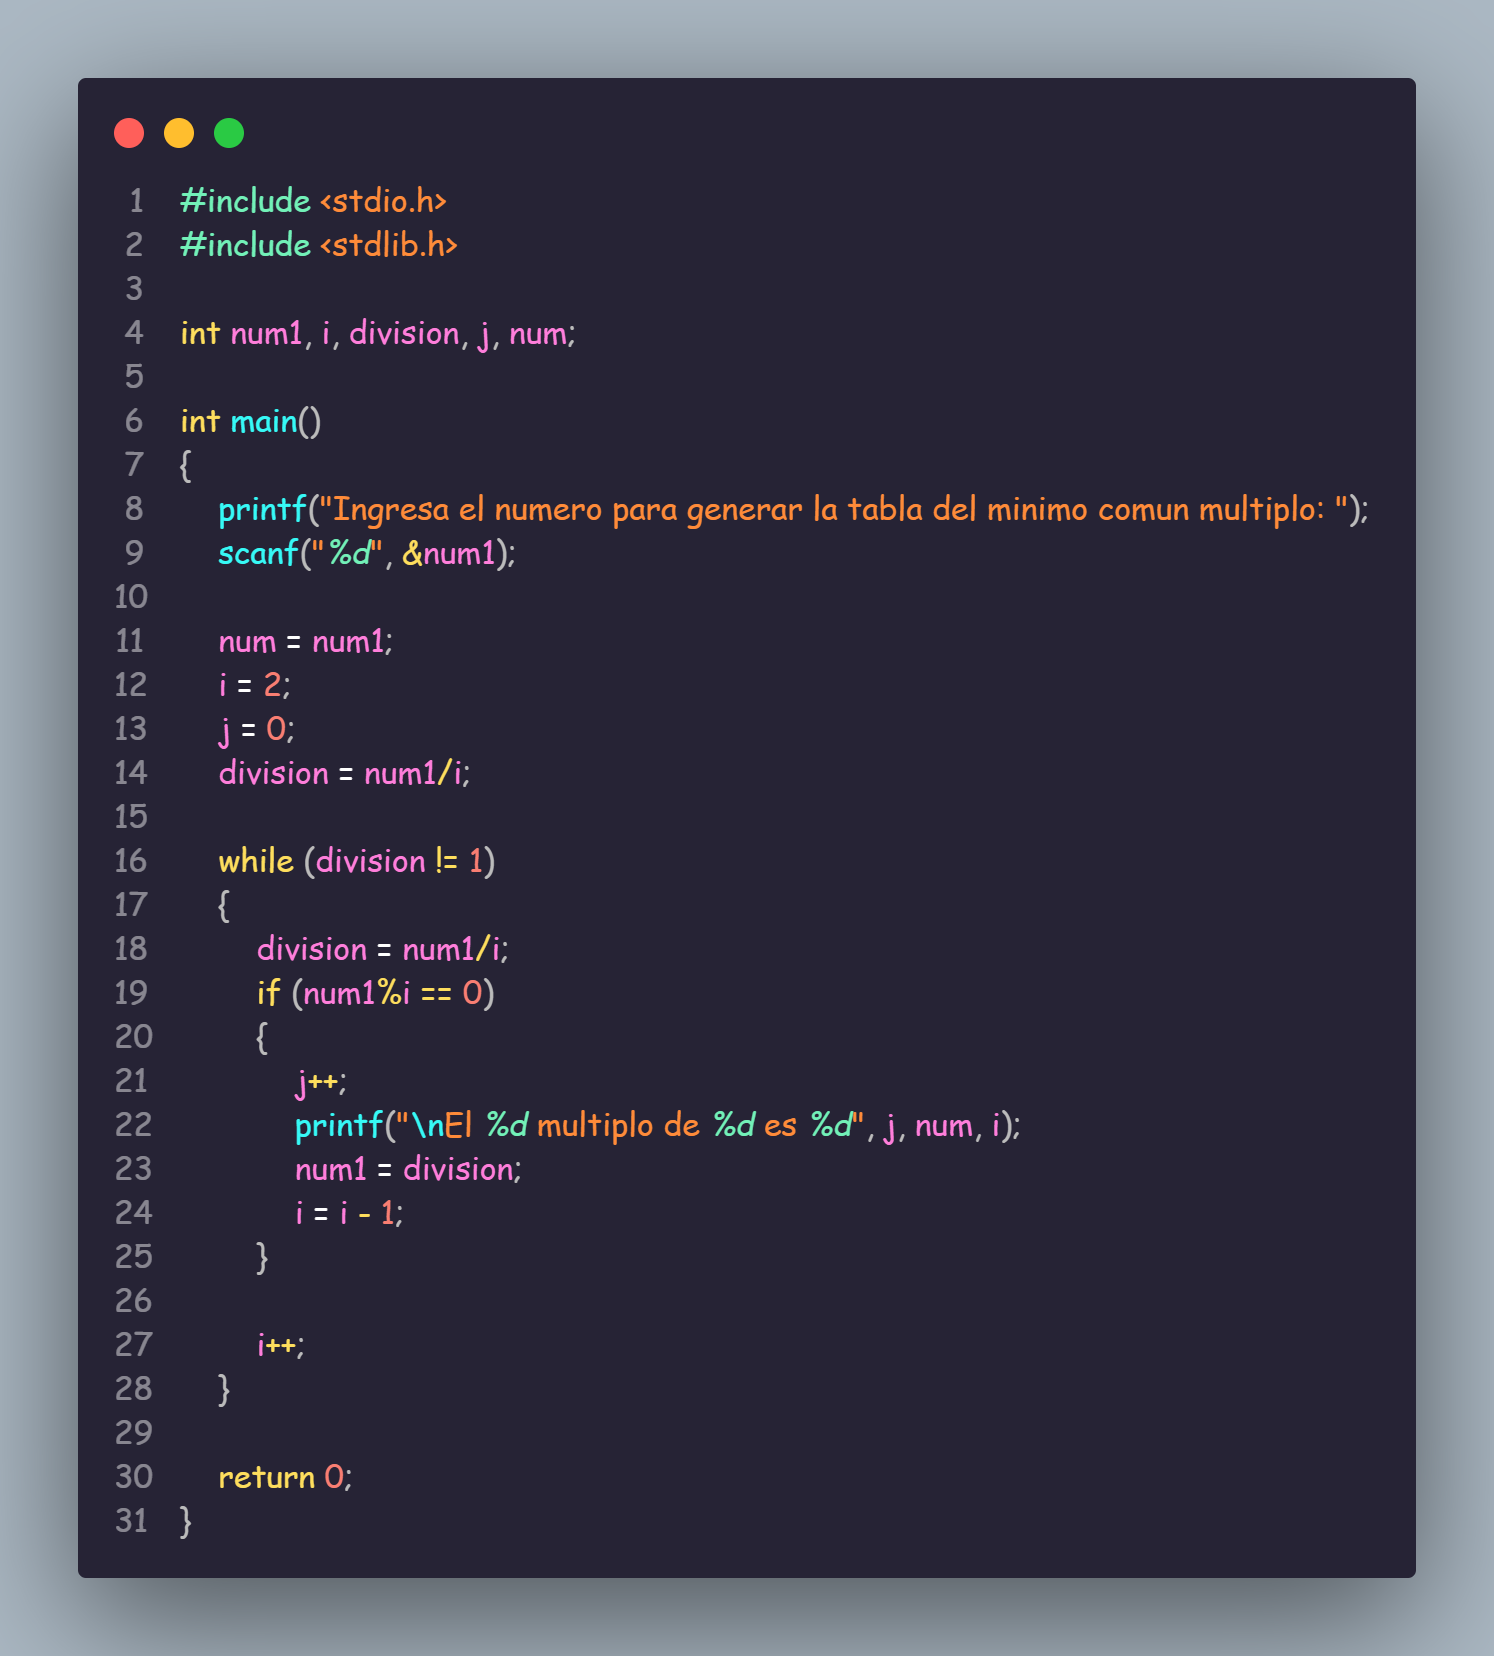 1 #include <stdio.h>
2 #include <stdlib.h>
3
4 int num1, i, division, j, num;
5
6 int main()
7 {
8     printf("Ingresa el numero para generar la tabla del minimo comun multiplo: ");
9     scanf("%d", &num1);
10
11     num = num1;
12     i = 2;
13     j = 0;
14     division = num1/i;
15
16     while (division != 1)
17     {
18         division = num1/i;
19         if (num1%i == 0)
20         {
21             j++;
22             printf("\nEl %d multiplo de %d es %d", j, num, i);
23             num1 = division;
24             i = i - 1;
25         }
26
27         i++;
28     }
29
30     return 0;
31 }